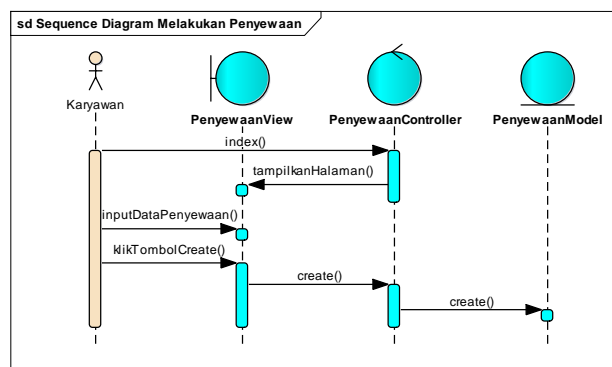 sd Sequence Diagram Melakukan Penyewaan
Karyawan
PenyewaanView
PenyewaanController
PenyewaanModel
index()
tampilkanHalaman()
inputDataPenyewaan()
klikTombolCreate()
create()
create()